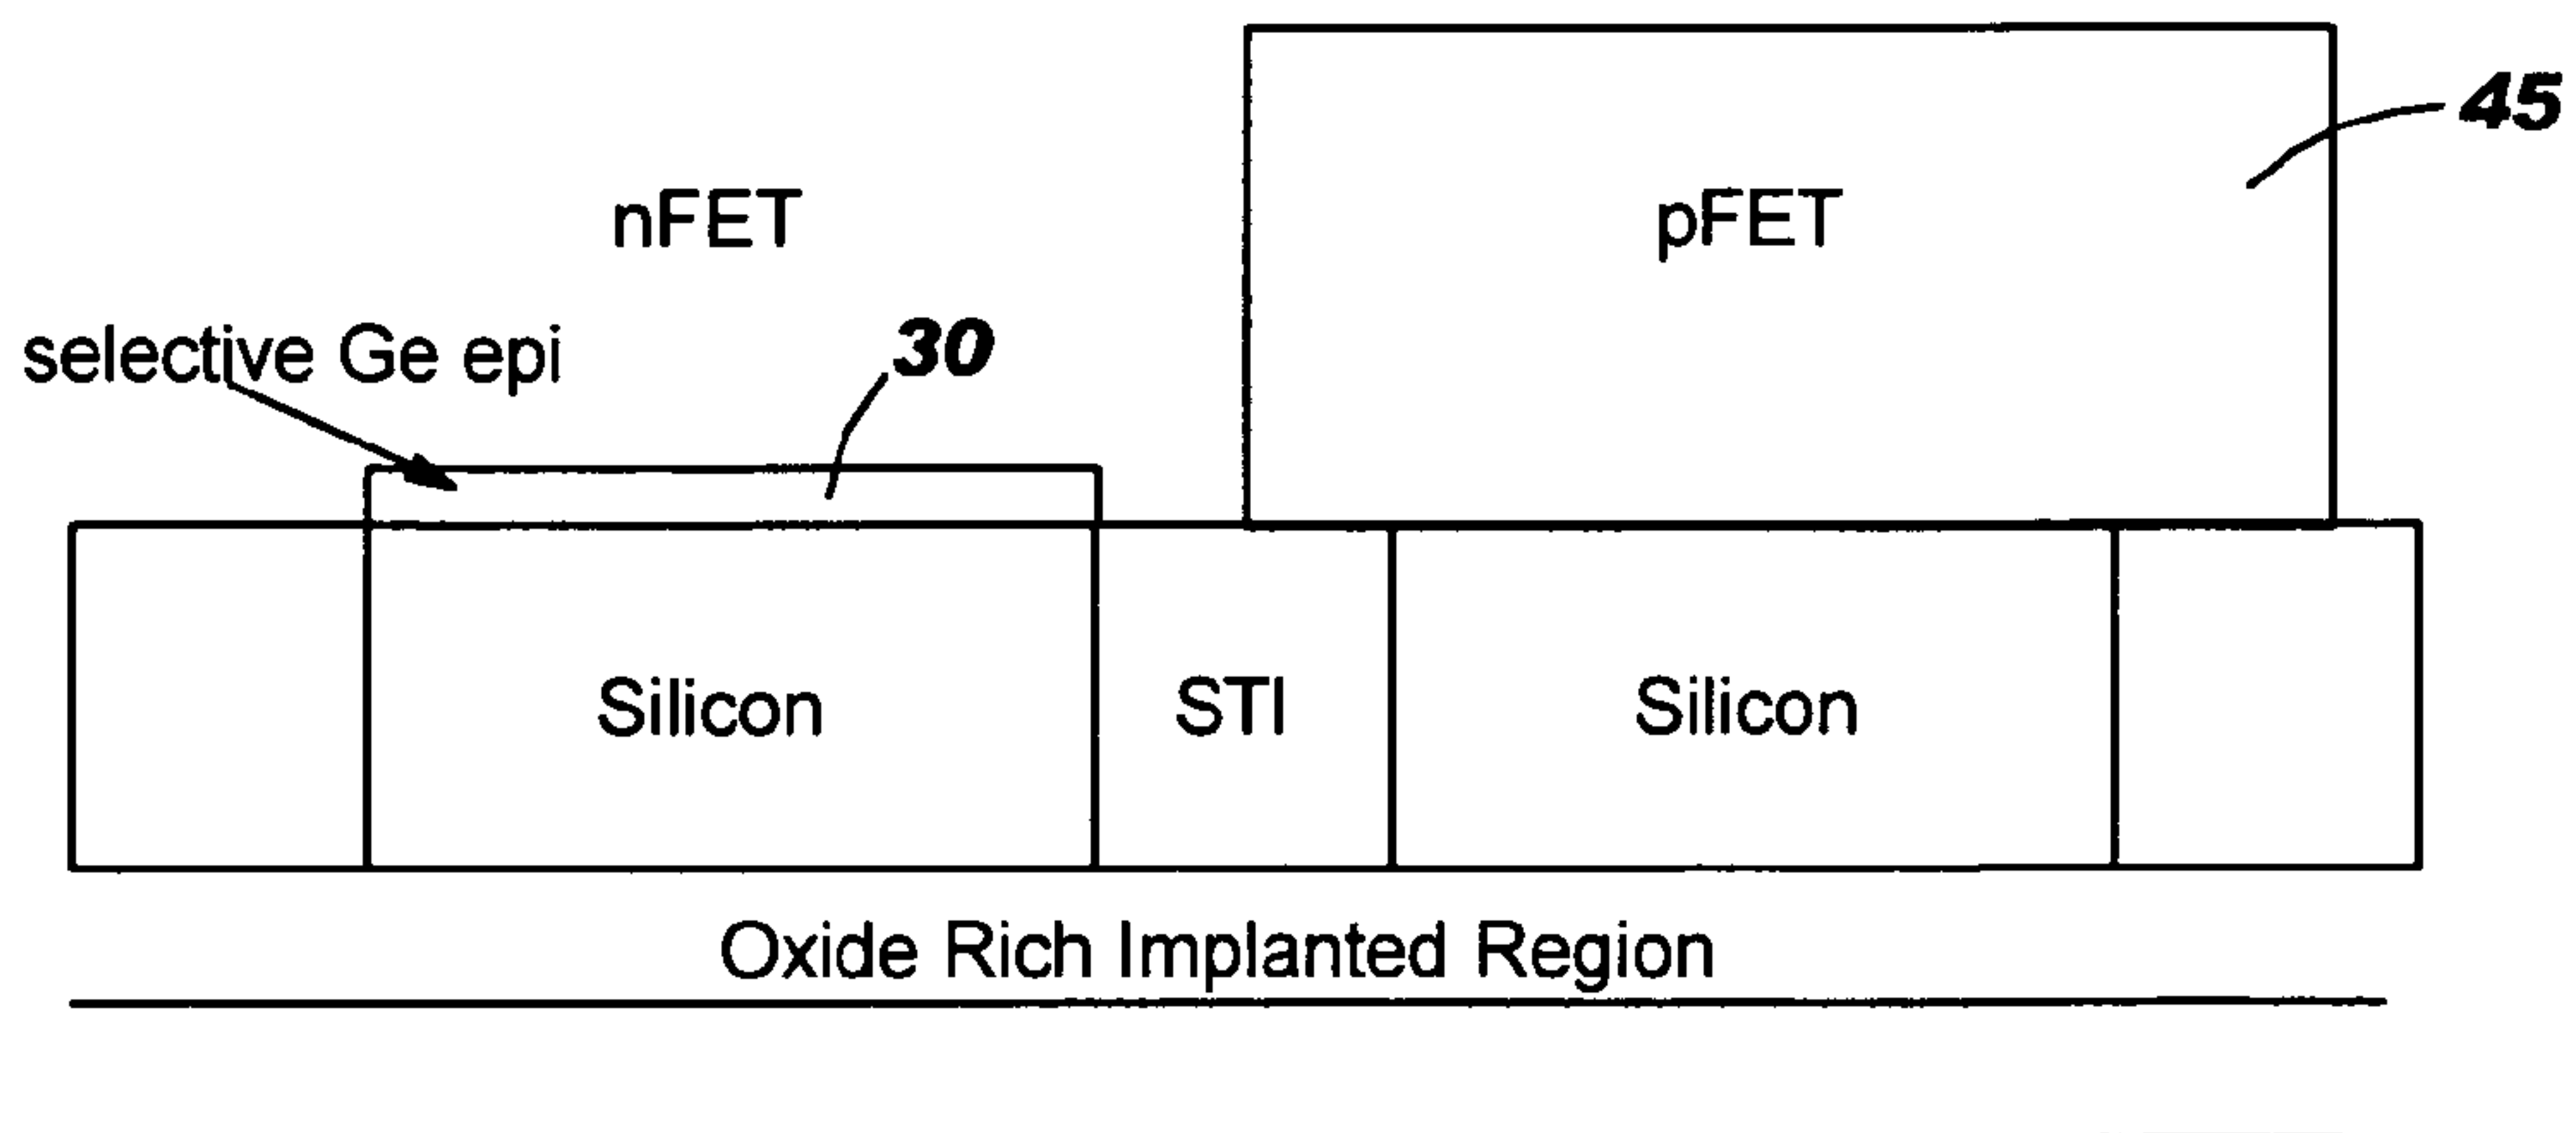 45
nFET
pFET
selective Ge epi
30
Silicon
STI
Silicon
Oxide Rich Implanted Region